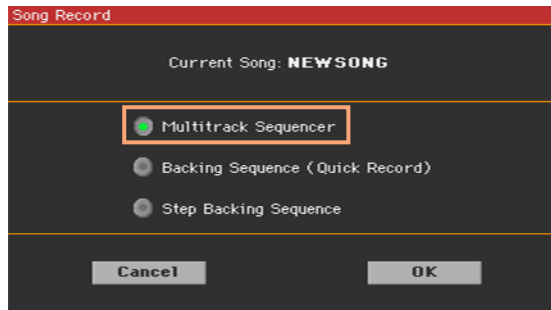 Song Record
Current Song: NEWSONG
Multitrack Sequencer
Backing Sequence (Quick Record)
Step Backing Sequence
Cancel OK